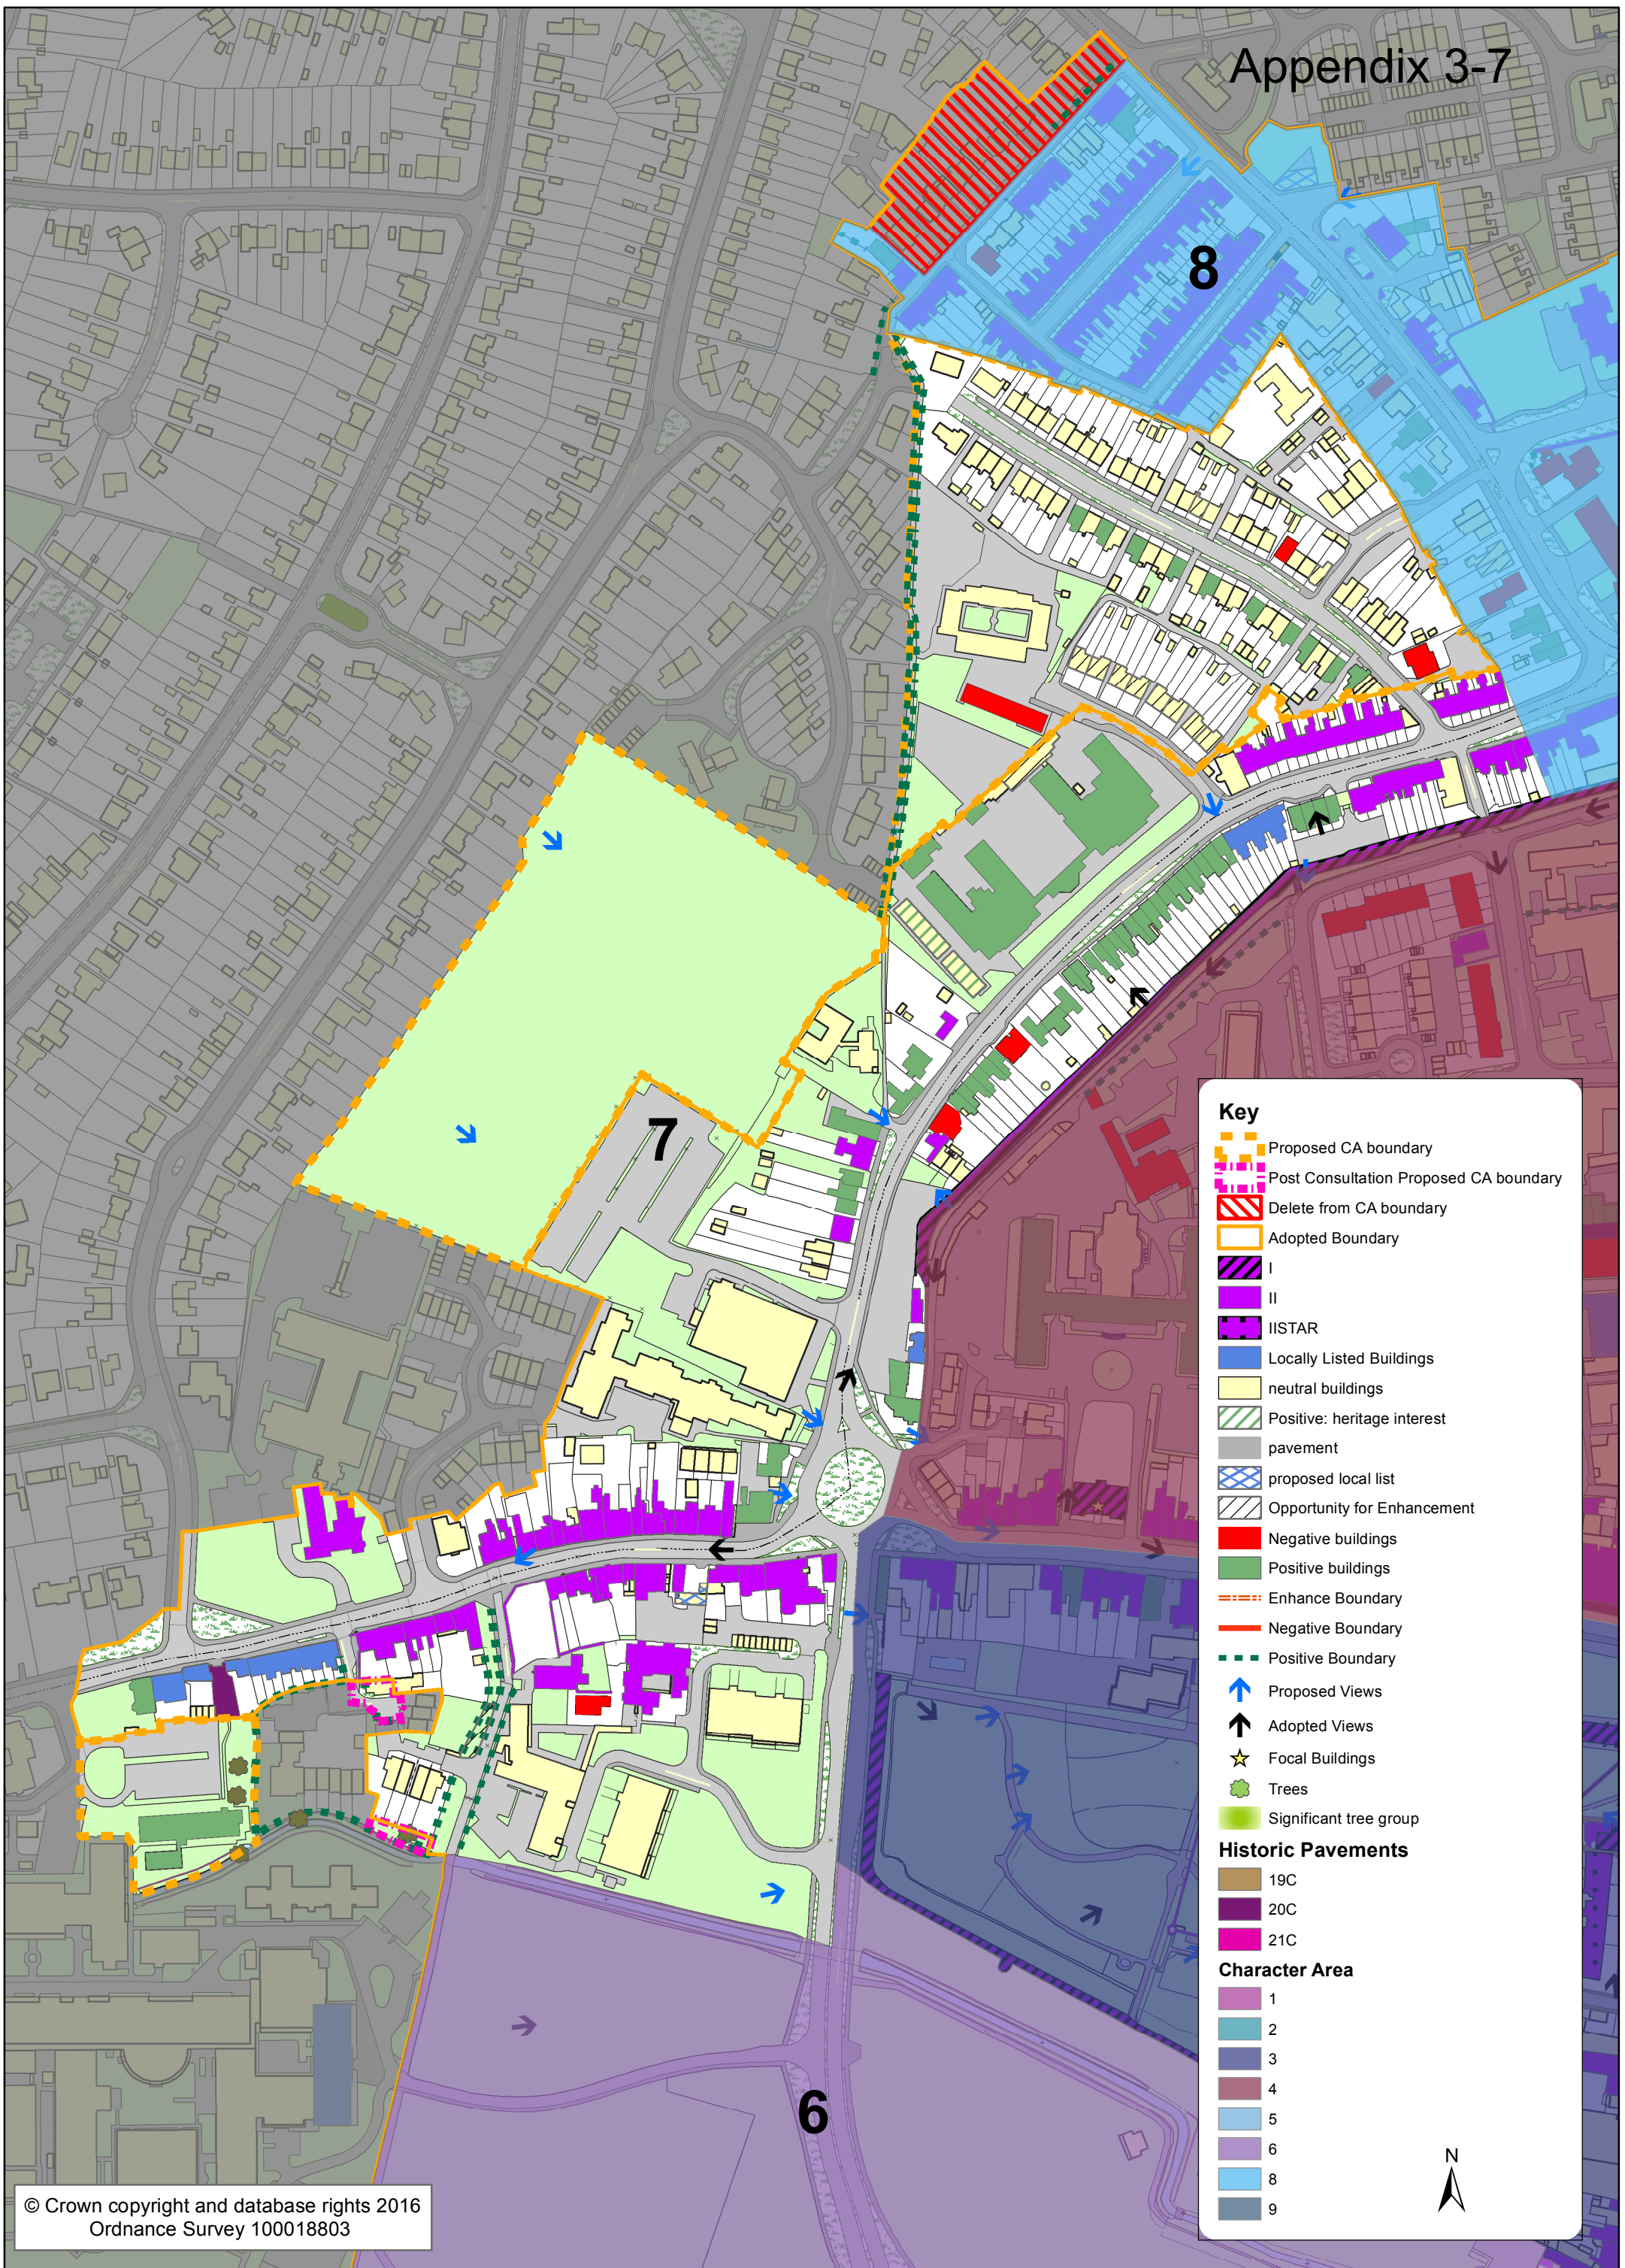 Appendix 3-7
8
7
6
Key
Proposed CA boundary
Post Consultation Proposed CA boundary
Delete from CA boundary
Adopted Boundary
I
II
IISTAR
Locally Listed Buildings
neutral buildings
Positive: heritage interest
pavement
proposed local list
Opportunity for Enhancement
Negative buildings
Positive buildings
Enhance Boundary
Negative Boundary
Positive Boundary
Proposed Views
Adopted Views
Focal Buildings
Trees
Significant tree group
Historic Pavements
19C
20C
21C
Character Area
1
2
3
4
5
6
8
9
N
© Crown copyright and database rights 2016
Ordnance Survey 100018803